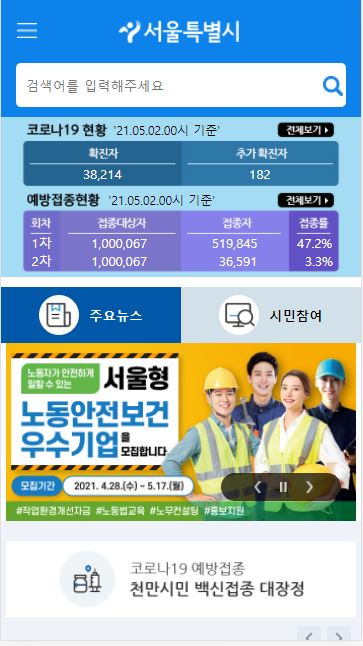 서울특별시
검색어를 입력해주세요
코로나19 현황 '21.05.02.00시 기준' 전체보기
확진자 추가 확진자
38,214 182
예방접종현황 '21.05.02.00시 기준' 전체보기
회차 접종대상자 접종자 접종률
1차 1,000,067 519,845 47.2%
2차 1,000,067 36,591 3.3%
주요뉴스 시민참여
노동자가 안전하게
일할 수 있는 서울형
노동안전보건
우수기업을
모집합니다.
모집기간 2021. 4.28.(수) ~ 5.17.(월)
#작업환경개선자금 #노동법교육 #노무컨설팅 #홍보지원
코로나19 예방접종
천만시민 백신접종 대장정